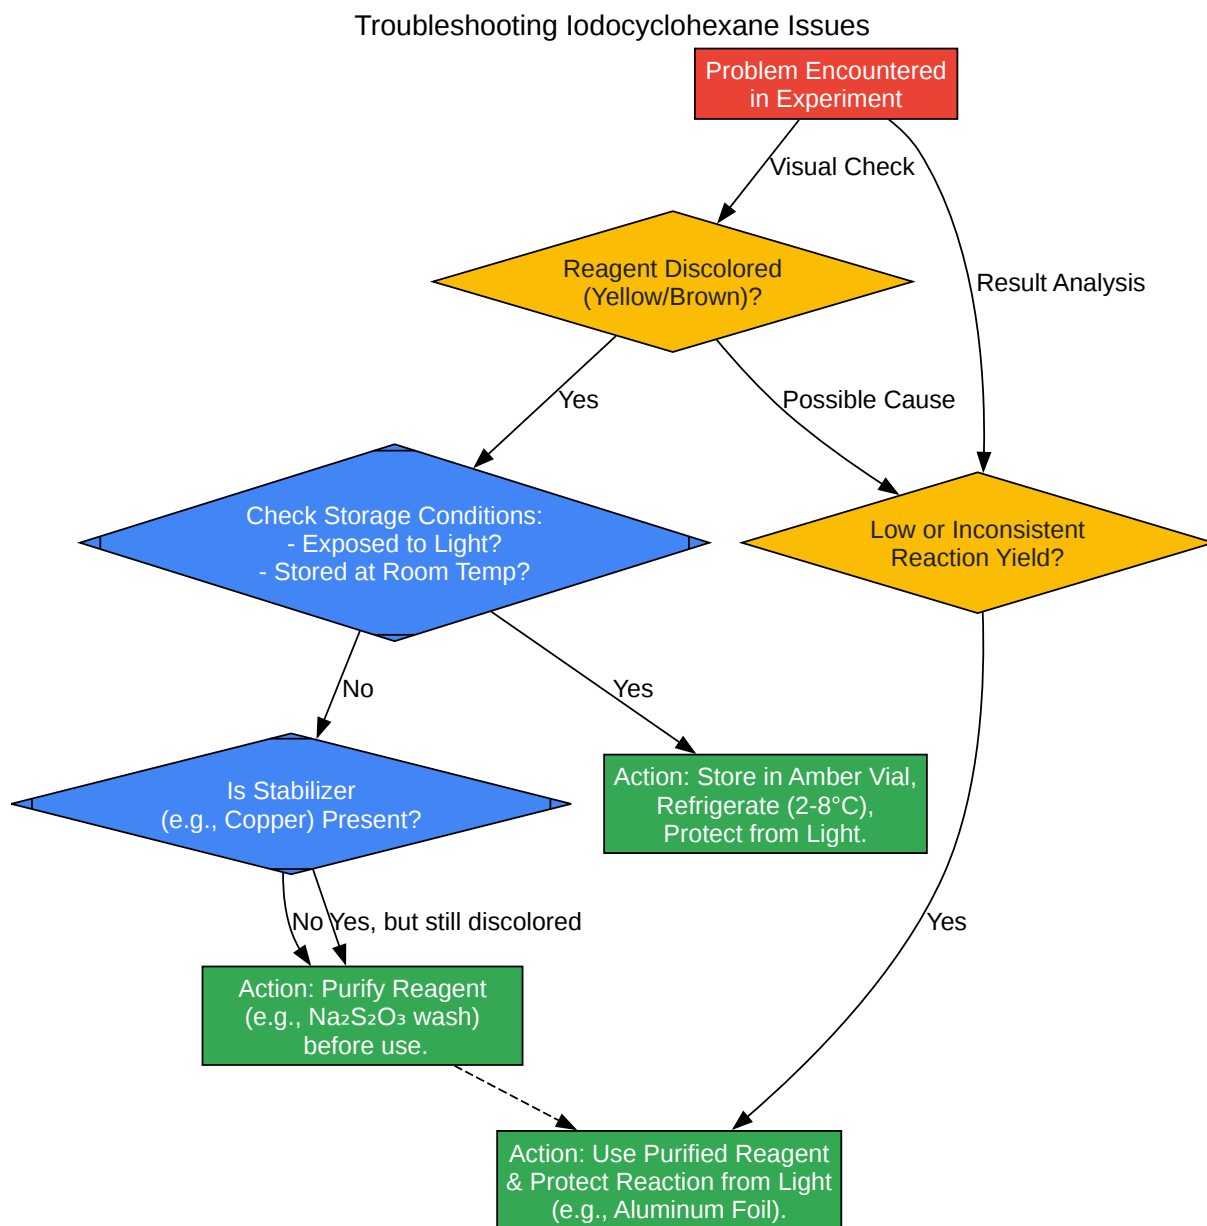 Troubleshooting Iodocyclohexane Issues
Problem Encountered
in Experiment
Visual Check
Reagent Discolored
(Yellow/Brown)?
Result Analysis
Yes
Possible Cause
Check Storage Conditions:
- Exposed to Light?
- Stored at Room Temp?
Low or Inconsistent
Reaction Yield?
No
Yes
Is Stabilizer
(e.g., Copper) Present?
Action: Store in Amber Vial,
Refrigerate (2-8°C),
Protect from Light.
No
Yes, but still discolored
Yes
Action: Purify Reagent
(e.g., Na₂S₂O₃ wash)
before use.
Action: Use Purified Reagent
& Protect Reaction from Light
(e.g., Aluminum Foil).